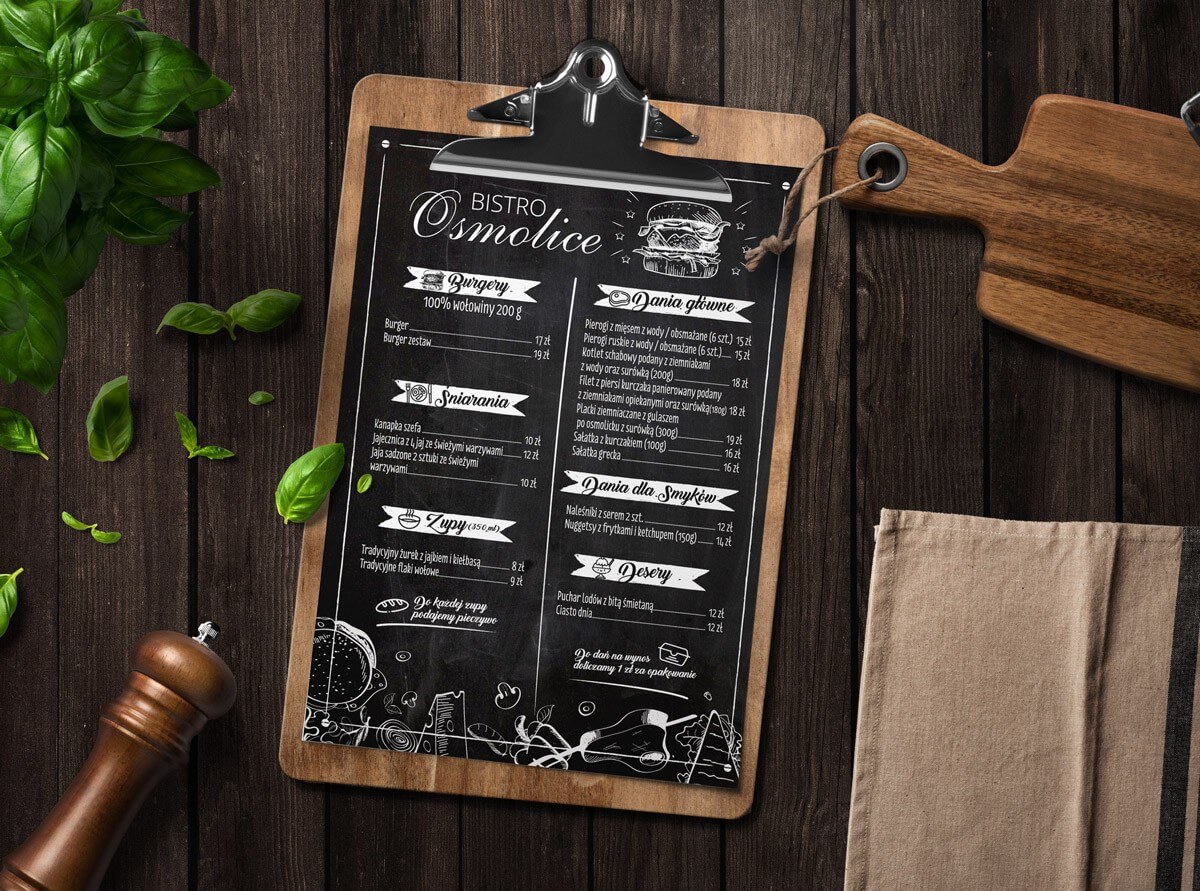 BISTRO
Osmolice
Burgery
100% wołowiny 200 g
Burger 17 zł
Burger zestaw 19 zł
Śniarania
Kanapka szefa 10 zł
Jajecznica z 4 jaj ze świeżymi warzywami 12 zł
Jaja sadzone 2 sztuki ze świeżymi
warzywami 10 zł
Zupy (350 ml)
Tradycyjny żurek z jajkiem i kiełbasą 8 zł
Tradycyjne flaki wołowe 9 zł
Do każdej zupy
podajemy pieczywo
Dania główne
Pierogi z mięsem z wody / obsmażane (6 szt.) 15 zł
Pierogi ruskie z wody / obsmażane (6 szt.) 15 zł
Kotlet schabowy podany z ziemniakami
z wody oraz surówką (200g) 18 zł
Filet z piersi kurczaka panierowany podany
z ziemniakami opiekanymi oraz surówką(180g) 18 zł
Placki ziemniaczane z gulaszem
po osmolicku z surówką (300g) 19 zł
Sałatka z kurczakiem (100g) 16 zł
Sałatka grecka 16 zł
Dania dla Smyków
Naleśniki z serem 2 szt. 12 zł
Nuggetsy z frytkami i ketchupem (150g) 14 zł
Desery
Puchar lodów z bitą śmietaną 12 zł
Ciasto dnia 12 zł
Do dań na wynos
doliczamy 1 zł za opakowanie